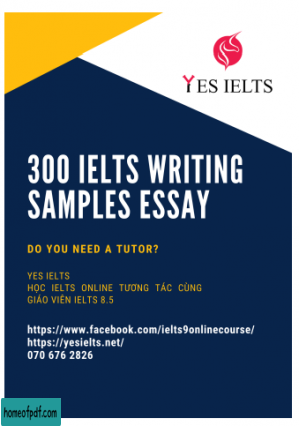 YES IELTS
300 IELTS WRITING
SAMPLES ESSAY
DO YOU NEED A TUTOR?
YES IELTS
HỌC IELTS ONLINE TƯƠNG TÁC CÙNG
GIÁO VIÊN IELTS 8.5
https://www.facebook.com/ielts9onlinecourse/
https://yesielts.net/
070 676 2826
homeofpdf.com